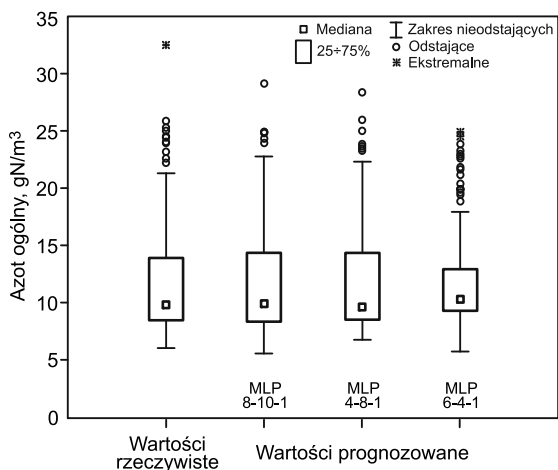 35
30
25
20
15
10
5
0
Azot ogólny, gN/m³
Mediana
25÷75%
Zakres nieodstających
Odstające
Ekstremalne
MLP
8-10-1
MLP
4-8-1
MLP
6-4-1
Wartości
rzeczywiste
Wartości prognozowane